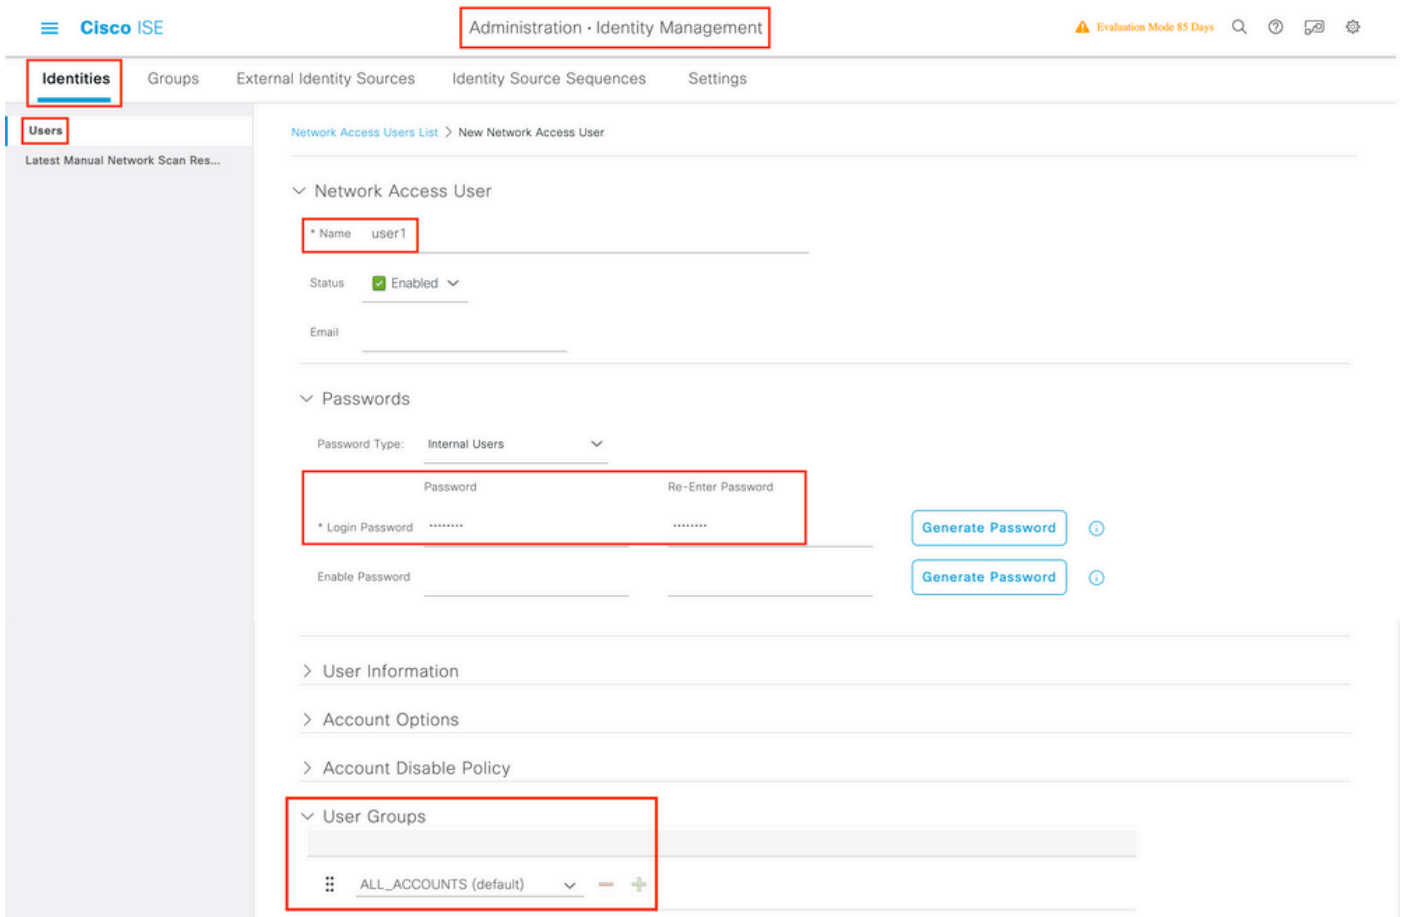 Cisco ISE
Administration · Identity Management
Evaluation Mode 85 Days
Identities
Groups
External Identity Sources
Identity Source Sequences
Settings
Users
Latest Manual Network Scan Res...
Network Access Users List > New Network Access User
Network Access User
* Name user1
Status Enabled
Email
Passwords
Password Type: Internal Users
Password Re-Enter Password
* Login Password ········ ········ Generate Password
Enable Password Generate Password
User Information
Account Options
Account Disable Policy
User Groups
ALL_ACCOUNTS (default)